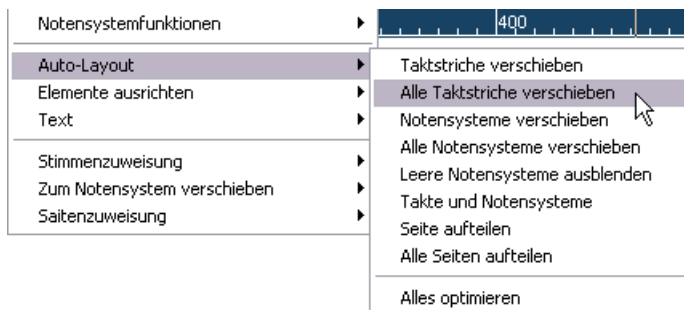 Notensystemfunktionen
400
Auto-Layout
Elemente ausrichten
Text
Stimmenzuweisung
Zum Notensystem verschieben
Saitenzuweisung
Taktstriche verschieben
Alle Taktstriche verschieben
Notensysteme verschieben
Alle Notensysteme verschieben
Leere Notensysteme ausblenden
Takte und Notensysteme
Seite aufteilen
Alle Seiten aufteilen
Alles optimieren